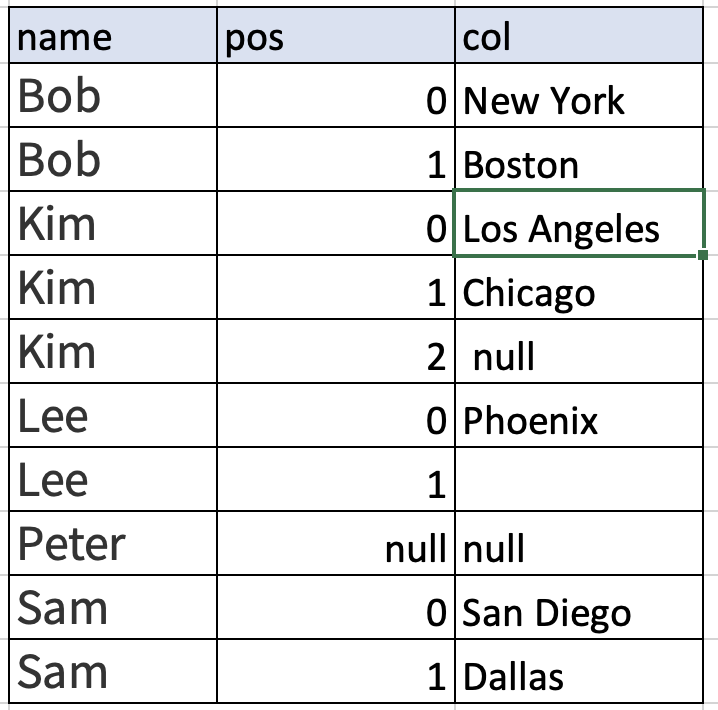 name pos col
Bob 0 New York
Bob 1 Boston
Kim 0 Los Angeles
Kim 1 Chicago
Kim 2 null
Lee 0 Phoenix
Lee 1
Peter null null
Sam 0 San Diego
Sam 1 Dallas